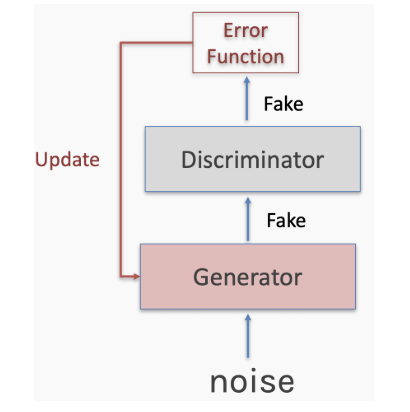 Error
Function
Fake
Discriminator
Update
Fake
Generator
noise